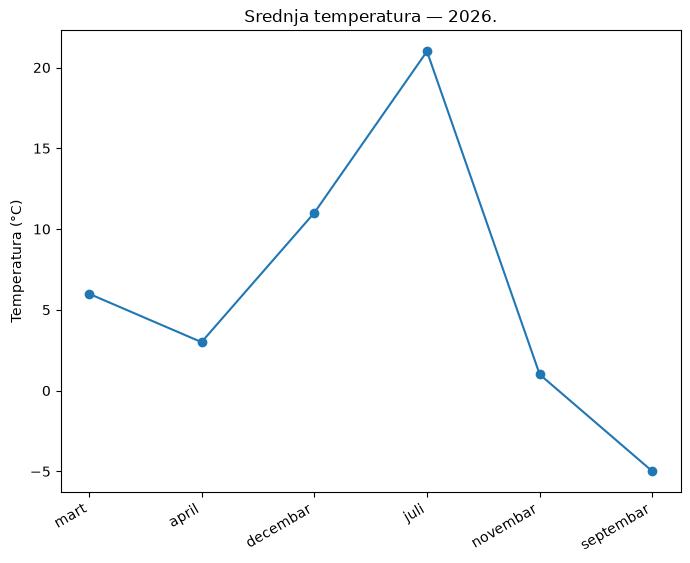 Srednja temperatura — 2026.
Temperatura (°C)
20
15
10
5
0
−5
mart
april
decembar
juli
novembar
septembar